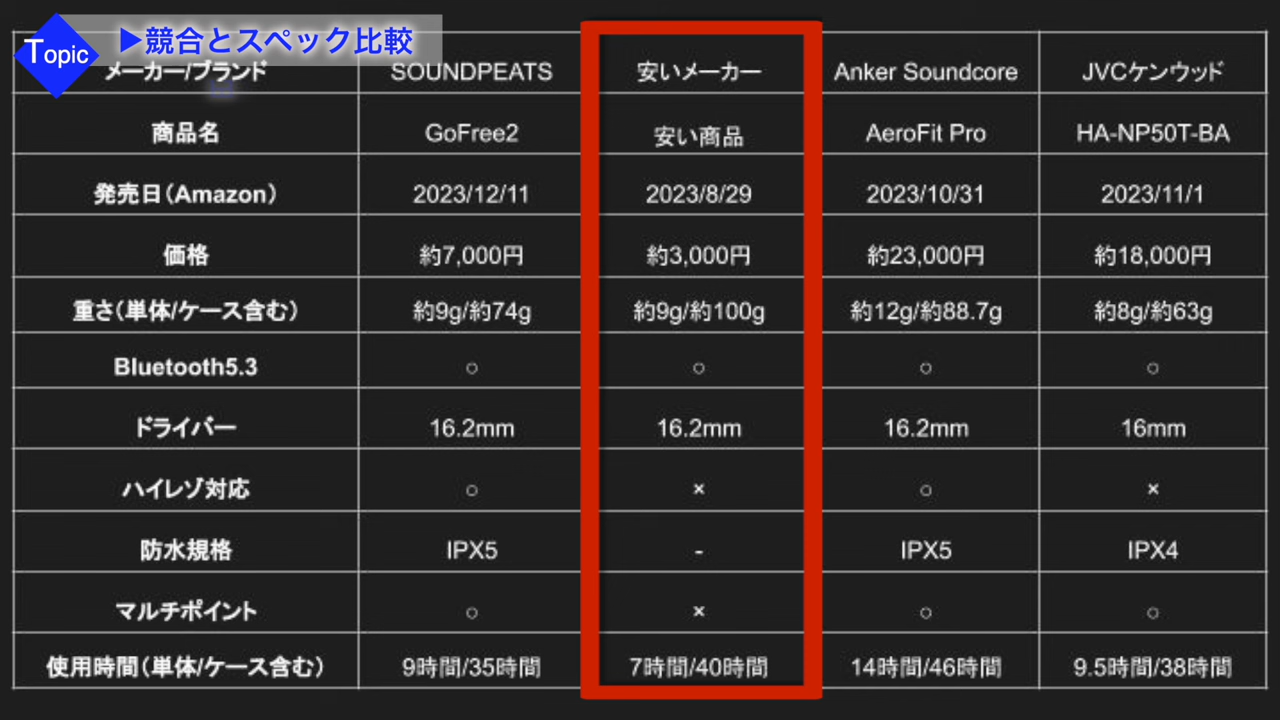 Topic
▶競合とスペック比較
メーカー/ブランド SOUNDPEATS 安いメーカー Anker Soundcore JVCケンウッド
商品名 GoFree2 安い商品 AeroFit Pro HA-NP50T-BA
発売日（Amazon） 2023/12/11 2023/8/29 2023/10/31 2023/11/1
価格 約7,000円 約3,000円 約23,000円 約18,000円
重さ（単体/ケース含む） 約9g/約74g 約9g/約100g 約12g/約88.7g 約8g/約63g
Bluetooth5.3 ○ ○ ○ ○
ドライバー 16.2mm 16.2mm 16.2mm 16mm
ハイレゾ対応 ○ × ○ ×
防水規格 IPX5 - IPX5 IPX4
マルチポイント ○ × ○ ○
使用時間（単体/ケース含む） 9時間/35時間 7時間/40時間 14時間/46時間 9.5時間/38時間